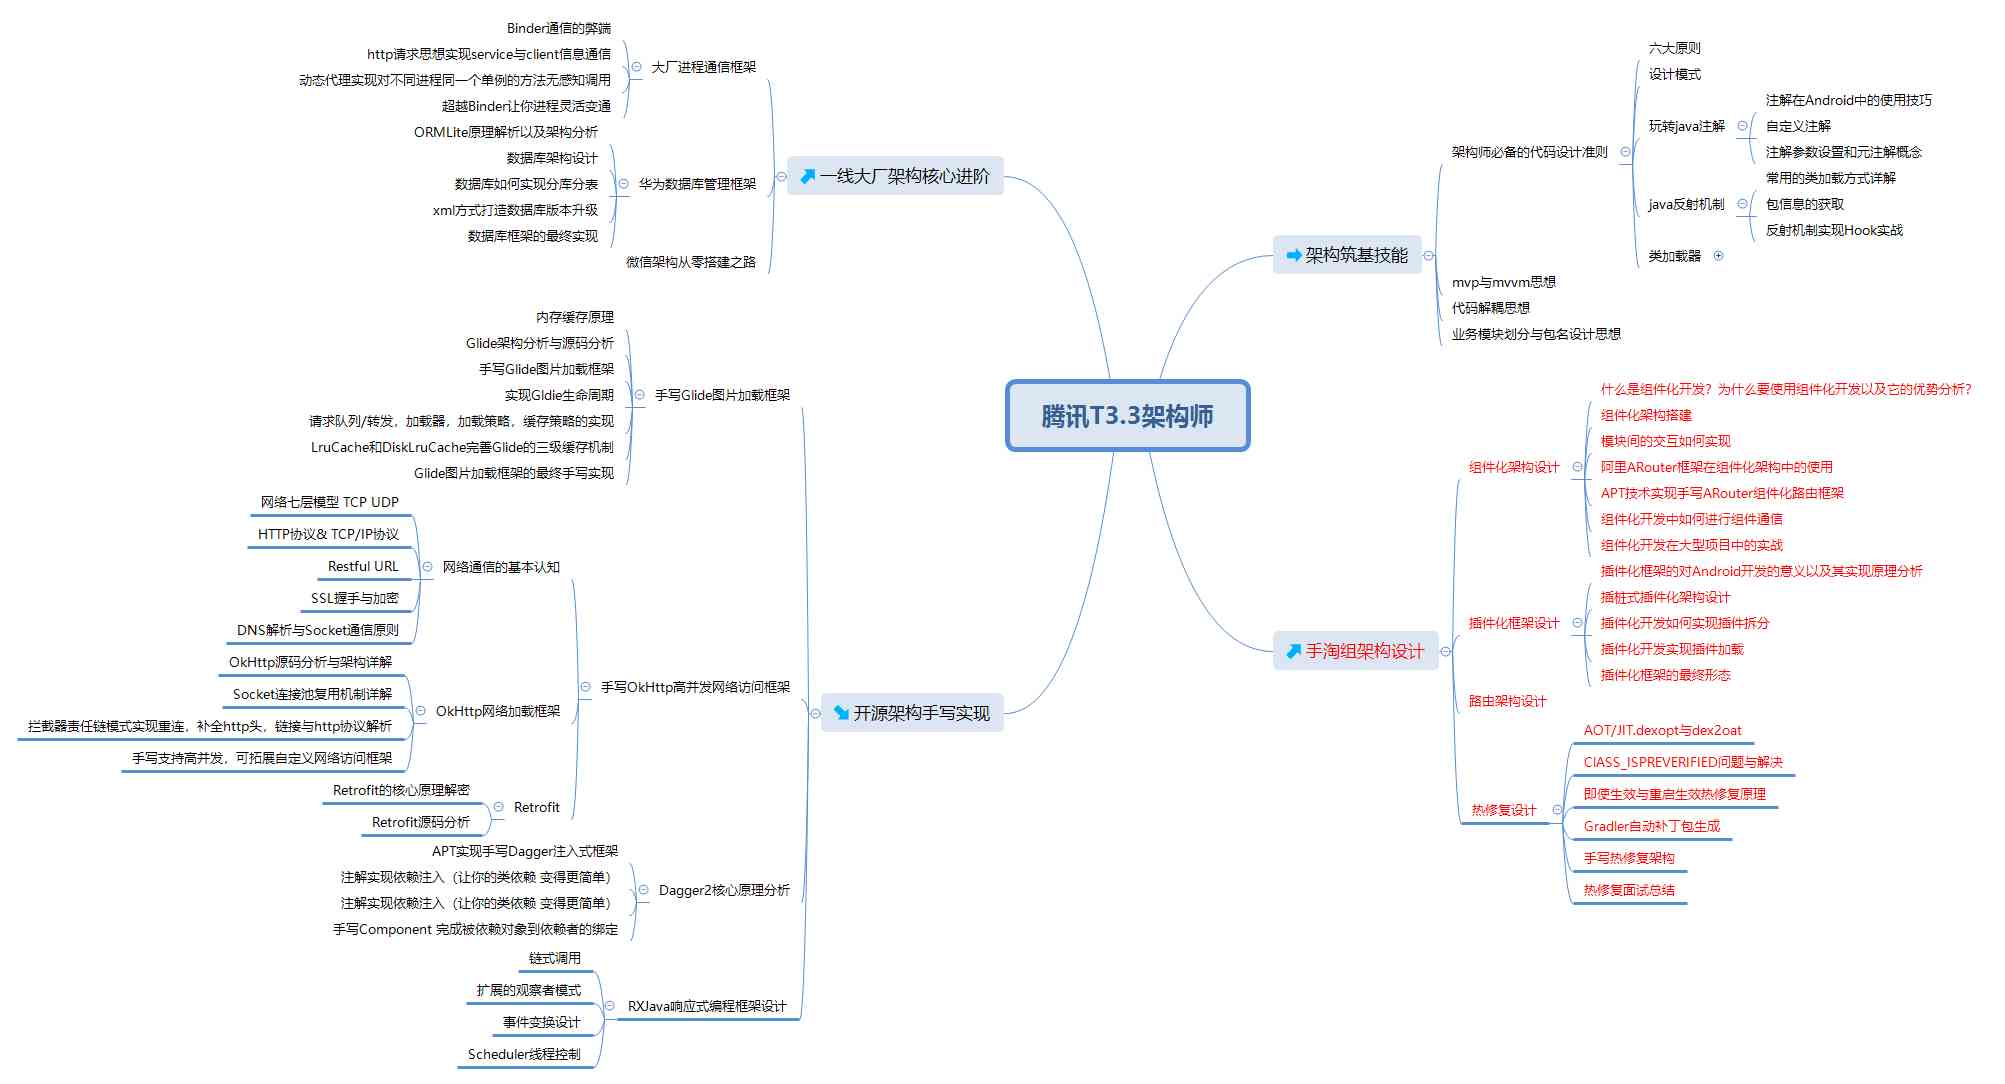 腾讯T3.3架构师
架构筑基技能
架构师必备的代码设计准则
六大原则
设计模式
玩转java注解
注解在Android中的使用技巧
自定义注解
注解参数设置和元注解概念
java反射机制
常用的类加载方式详解
包信息的获取
反射机制实现Hook实战
类加载器
mvp与mvvm思想
代码解耦思想
业务模块划分与包名设计思想
手淘组架构设计
组件化架构设计
什么是组件化开发？为什么要使用组件化开发以及它的优势分析？
组件化架构搭建
模块间的交互如何实现
阿里ARouter框架在组件化架构中的使用
APT技术实现手写ARouter组件化路由框架
组件化开发中如何进行组件通信
组件化开发在大型项目中的实战
插件化框架设计
插件化框架的对Android开发的意义以及其实现原理分析
插桩式插件化架构设计
插件化开发如何实现插件拆分
插件化开发实现插件加载
插件化框架的最终形态
路由架构设计
热修复设计
AOT/JIT.dexopt与dex2oat
ClASS_ISPREVERIFIED问题与解决
即使生效与重启生效热修复原理
Gradler自动补丁包生成
手写热修复架构
热修复面试总结
一线大厂架构核心进阶
大厂进程通信框架
Binder通信的弊端
http请求思想实现service与client信息通信
动态代理实现对不同进程同一个单例的方法无感知调用
超越Binder让你进程灵活变通
华为数据库管理框架
ORMLite原理解析以及架构分析
数据库架构设计
数据库如何实现分库分表
xml方式打造数据库版本升级
数据库框架的最终实现
微信架构从零搭建之路
开源架构手写实现
手写Glide图片加载框架
内存缓存原理
Glide架构分析与源码分析
手写Glide图片加载框架
实现Gldie生命周期
请求队列/转发，加载器，加载策略，缓存策略的实现
LruCache和DiskLruCache完善Glide的三级缓存机制
Glide图片加载框架的最终手写实现
手写OkHttp高并发网络访问框架
网络通信的基本认知
网络七层模型 TCP UDP
HTTP协议& TCP/IP协议
Restful URL
SSL握手与加密
DNS解析与Socket通信原则
OkHttp网络加载框架
OkHttp源码分析与架构详解
Socket连接池复用机制详解
拦截器责任链模式实现重连，补全http头，链接与http协议解析
手写支持高并发，可拓展自定义网络访问框架
Retrofit
Retrofit的核心原理解密
Retrofit源码分析
Dagger2核心原理分析
APT实现手写Dagger注入式框架
注解实现依赖注入（让你的类依赖 变得更简单）
注解实现依赖注入（让你的类依赖 变得更简单）
手写Component 完成被依赖对象到依赖者的绑定
RXJava响应式编程框架设计
链式调用
扩展的观察者模式
事件变换设计
Scheduler线程控制